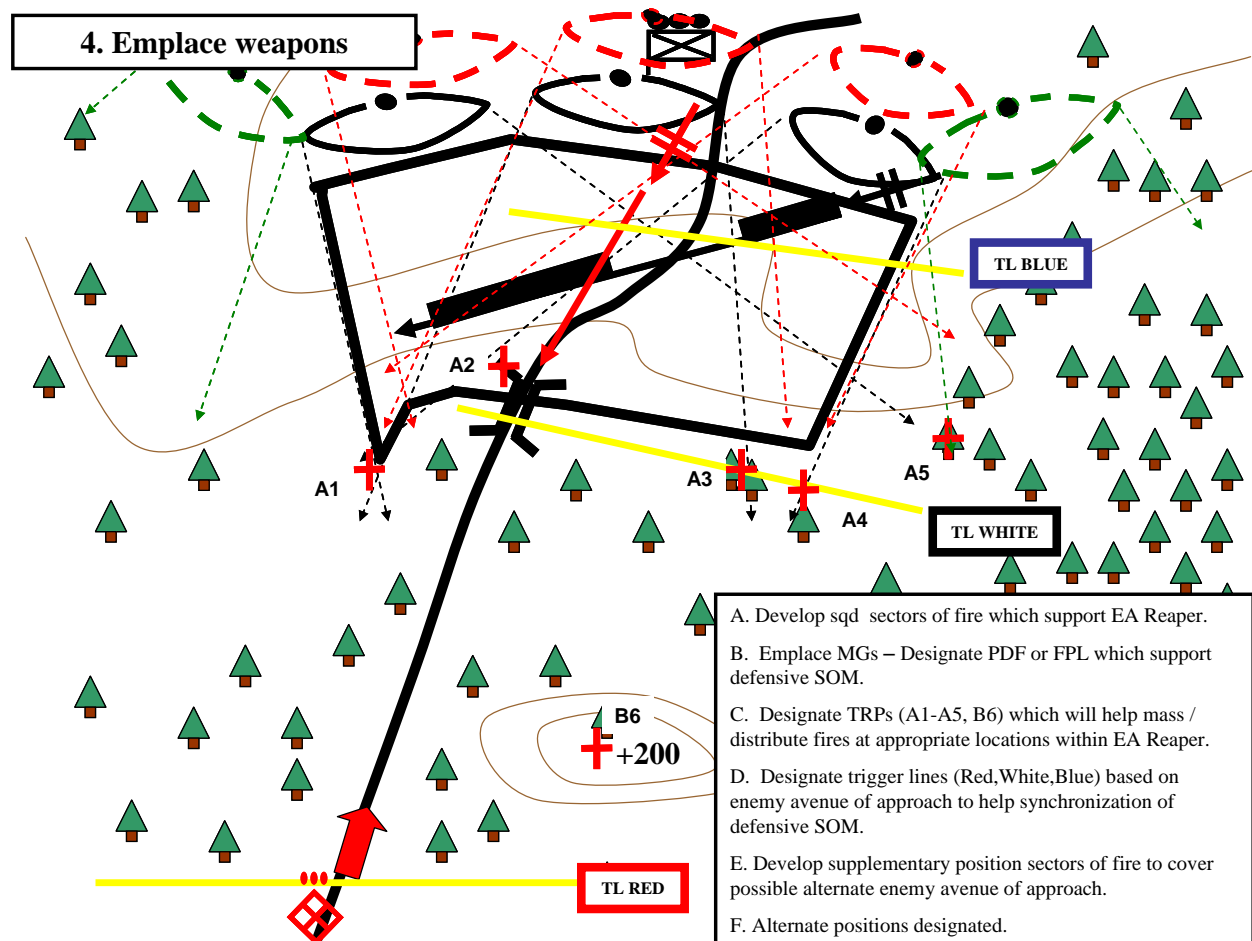 4. Emplace weapons
TL BLUE
A2
A1
A3
A5
A4
TL WHITE
B6
+200
TL RED
A. Develop sqd sectors of fire which support EA Reaper.
B. Emplace MGs – Designate PDF or FPL which support
defensive SOM.
C. Designate TRPs (A1-A5, B6) which will help mass /
distribute fires at appropriate locations within EA Reaper.
D. Designate trigger lines (Red,White,Blue) based on
enemy avenue of approach to help synchronization of
defensive SOM.
E. Develop supplementary position sectors of fire to cover
possible alternate enemy avenue of approach.
F. Alternate positions designated.